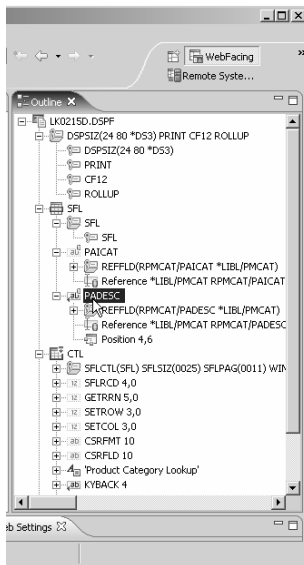 WebFacing
»
Remote Syste...
Outline
LK0215D.DSPF
DSPSIZ(24 80 *DS3) PRINT CF12 ROLLUP
DSPSIZ(24 80 *DS3)
PRINT
CF12
ROLLUP
SFL
SFL
SFL
PAICAT
REFFLD(RPMCAT/PAICAT *LIBL/PMCAT)
Reference *LIBL/PMCAT RPMCAT/PAICAT
PADESC
REFFLD(RPMCAT/PADESC *LIBL/PMCAT)
Reference *LIBL/PMCAT RPMCAT/PADESC
Position 4,6
CTL
SFLCTL(SFL) SFLSIZ(0025) SFLPAG(0011) WIN
SFLRCD 4,0
GETRRN 5,0
SETROW 3,0
SETCOL 3,0
CSRFMT 10
CSRFLD 10
'Product Category Lookup'
KYBACK 4
eb Settings